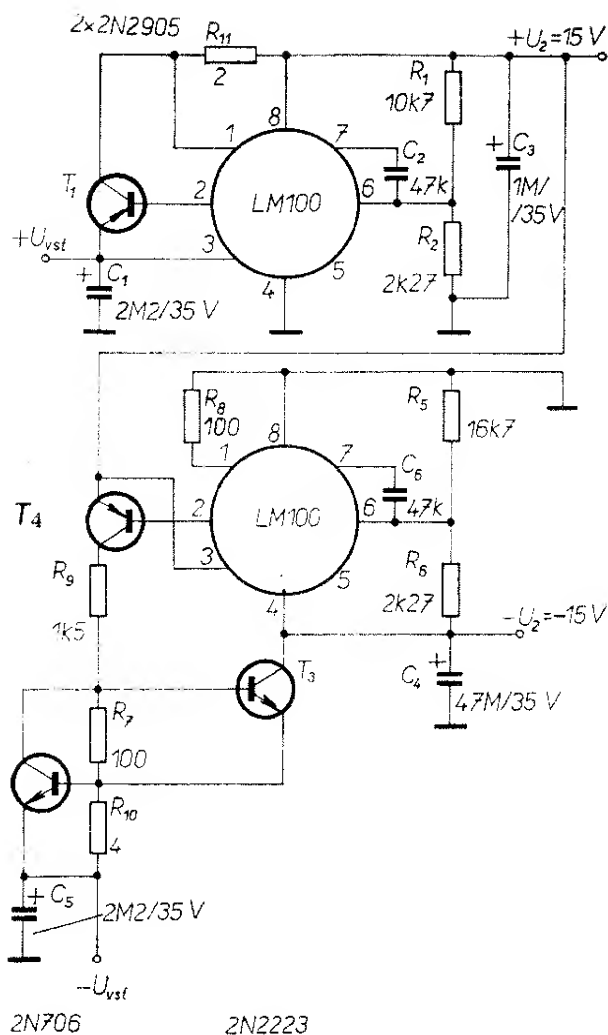 2×2N2905
R11
2
+U2=15 V
R1
10k7
8
1
7
C2
47k
+
C3
1M/
/35V
T1
2
LM100
6
3
5
4
R2
2k27
+Uvst
+
C1
2M2/35 V
R8
100
8
R5
16k7
1
7
C6
47k
T4
2
LM100
6
3
5
4
R9
1k5
R6
2k27
-U2=-15 V
T3
C4
+
47M/35 V
R7
100
R10
4
+
C5
2M2/35 V
-Uvst
2N706
2N2223